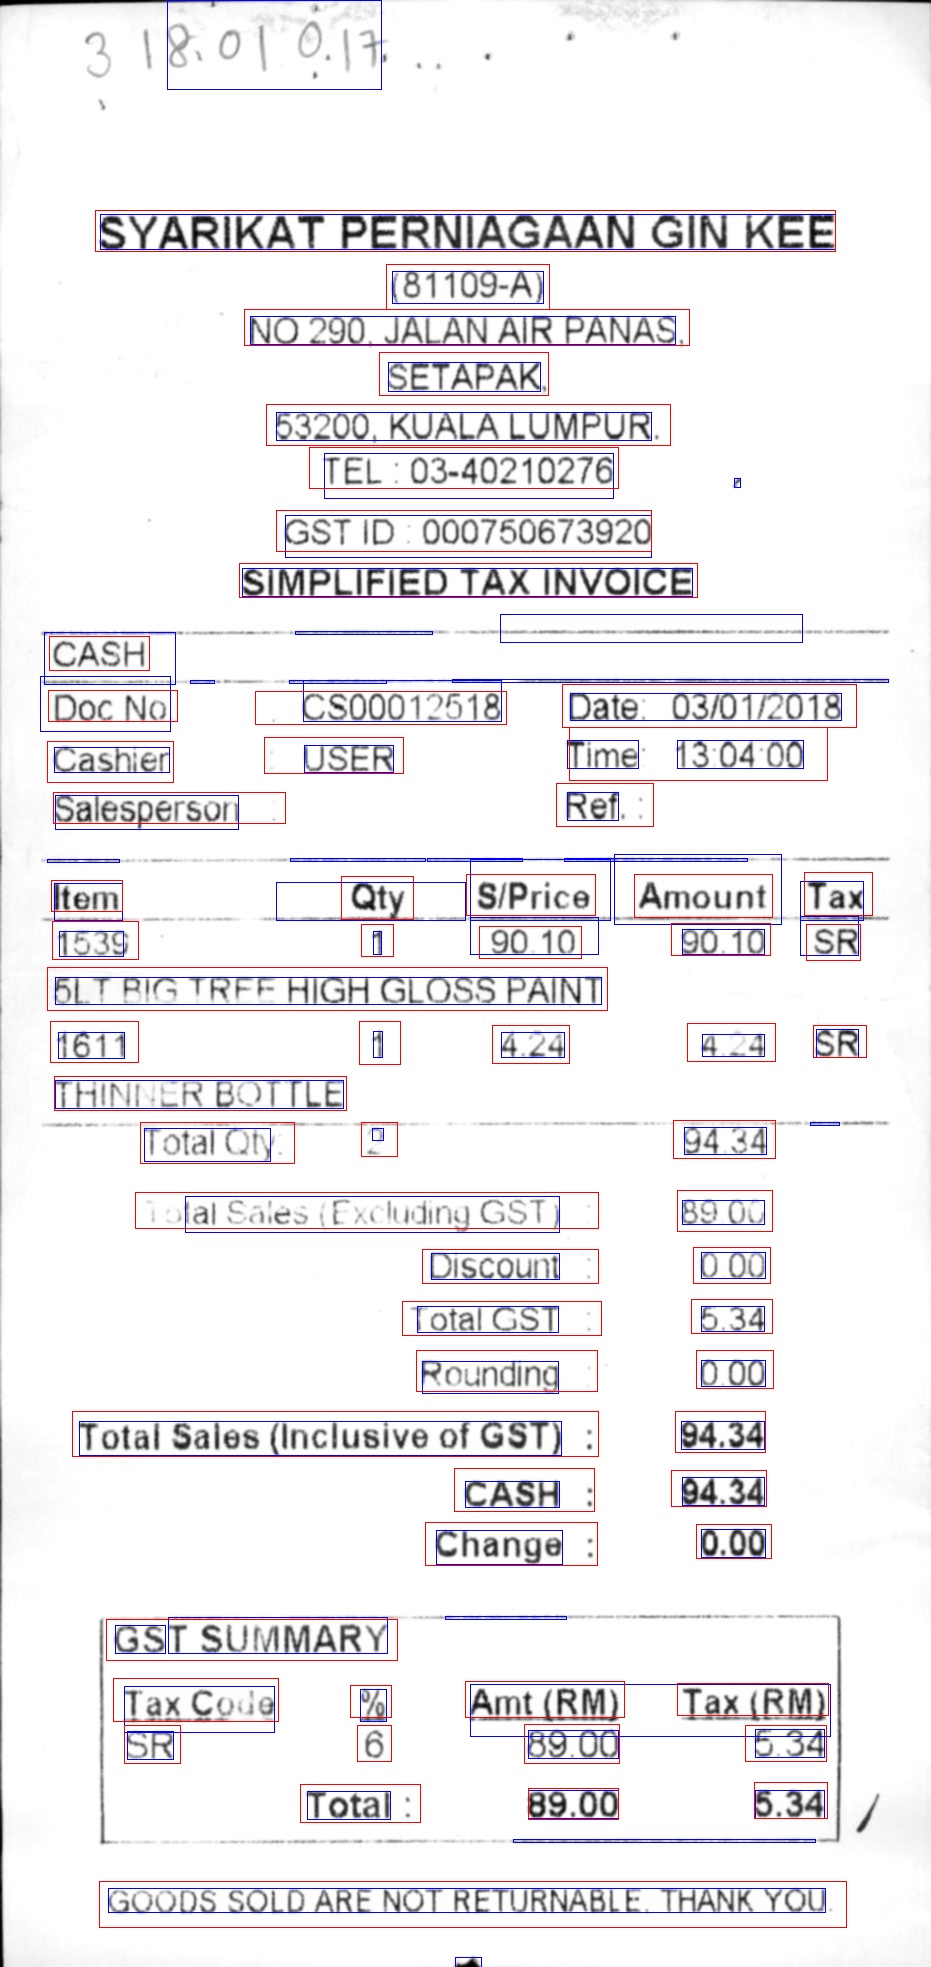 3 18.01 0.17
SYARIKAT PERNIAGAAN GIN KEE
(81109-A)
NO 290, JALAN AIR PANAS,
SETAPAK,
53200, KUALA LUMPUR.
TEL : 03-40210276
GST ID : 000750673920
SIMPLIFIED TAX INVOICE
CASH
Doc No : CS00012518 Date: 03/01/2018
Cashier : USER Time: 13:04:00
Salesperson : Ref. :
Item Qty S/Price Amount Tax
1539 1 90.10 90.10 SR
5LT BIG TREE HIGH GLOSS PAINT
1611 1 4.24 4.24 SR
THINNER BOTTLE
Total Qty: 2 94.34
Total Sales (Excluding GST) : 89.00
Discount : 0.00
Total GST : 5.34
Rounding : 0.00
Total Sales (Inclusive of GST) : 94.34
CASH : 94.34
Change : 0.00
GST SUMMARY
Tax Code % Amt (RM) Tax (RM)
SR 6 89.00 5.34
Total : 89.00 5.34
GOODS SOLD ARE NOT RETURNABLE. THANK YOU.